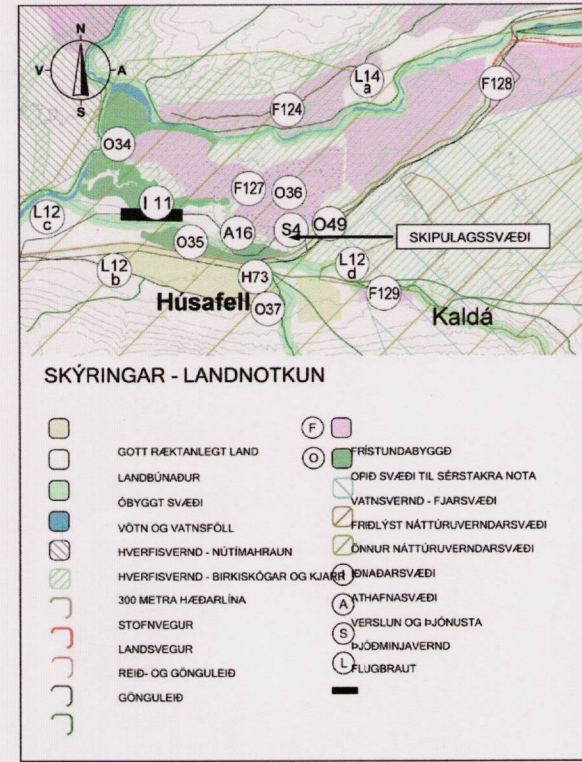 N
V A
S
L14
a
F128
F124
O34
F127 O36
L12
c
I 11
A16 S4 O49
SKIPULAGSSVÆÐI
O35
L12
b
L12
d
H73
Húsafell
F129
O37
Kaldá
SKÝRINGAR - LANDNOTKUN
GOTT RÆKTANLEGT LAND
LANDBÚNAÐUR
ÓBYGGT SVÆÐI
VÖTN OG VATNSFÖLL
HVERFISVERND - NÚTÍMAHRAUN
HVERFISVERND - BIRKISKÓGAR OG KJARR
300 METRA HÆÐARLÍNA
STOFNVEGUR
LANDSVEGUR
REIÐ- OG GÖNGULEIÐ
GÖNGULEIÐ
F
FRÍSTUNDABYGGÐ
O
OPIÐ SVÆÐI TIL SÉRSTAKRA NOTA
VATNSVERND - FJARSVÆÐI
FRIÐLÝST NÁTTÚRUVERNDARSVÆÐI
ÖNNUR NÁTTÚRUVERNDARSVÆÐI
I
IÐNAÐARSVÆÐI
A
ATHAFNASVÆÐI
VERSLUN OG ÞJÓNUSTA
S
ÞJÓÐMINJAVERND
L
FLUGBRAUT